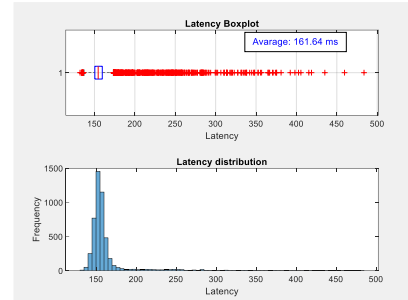 Latency Boxplot
Avarage: 161.64 ms
1
150 200 250 300 350 400 450 500
Latency
Latency distribution
1500
1000
500
0
Frequency
150 200 250 300 350 400 450 500
Latency